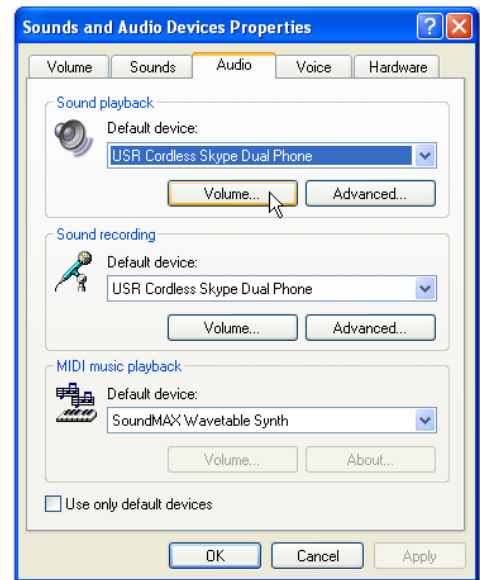 Sounds and Audio Devices Properties
Volume Sounds Audio Voice Hardware
Sound playback
Default device:
USR Cordless Skype Dual Phone
Volume... Advanced...
Sound recording
Default device:
USR Cordless Skype Dual Phone
Volume... Advanced...
MIDI music playback
Default device:
SoundMAX Wavetable Synth
Volume... About...
Use only default devices
OK Cancel Apply